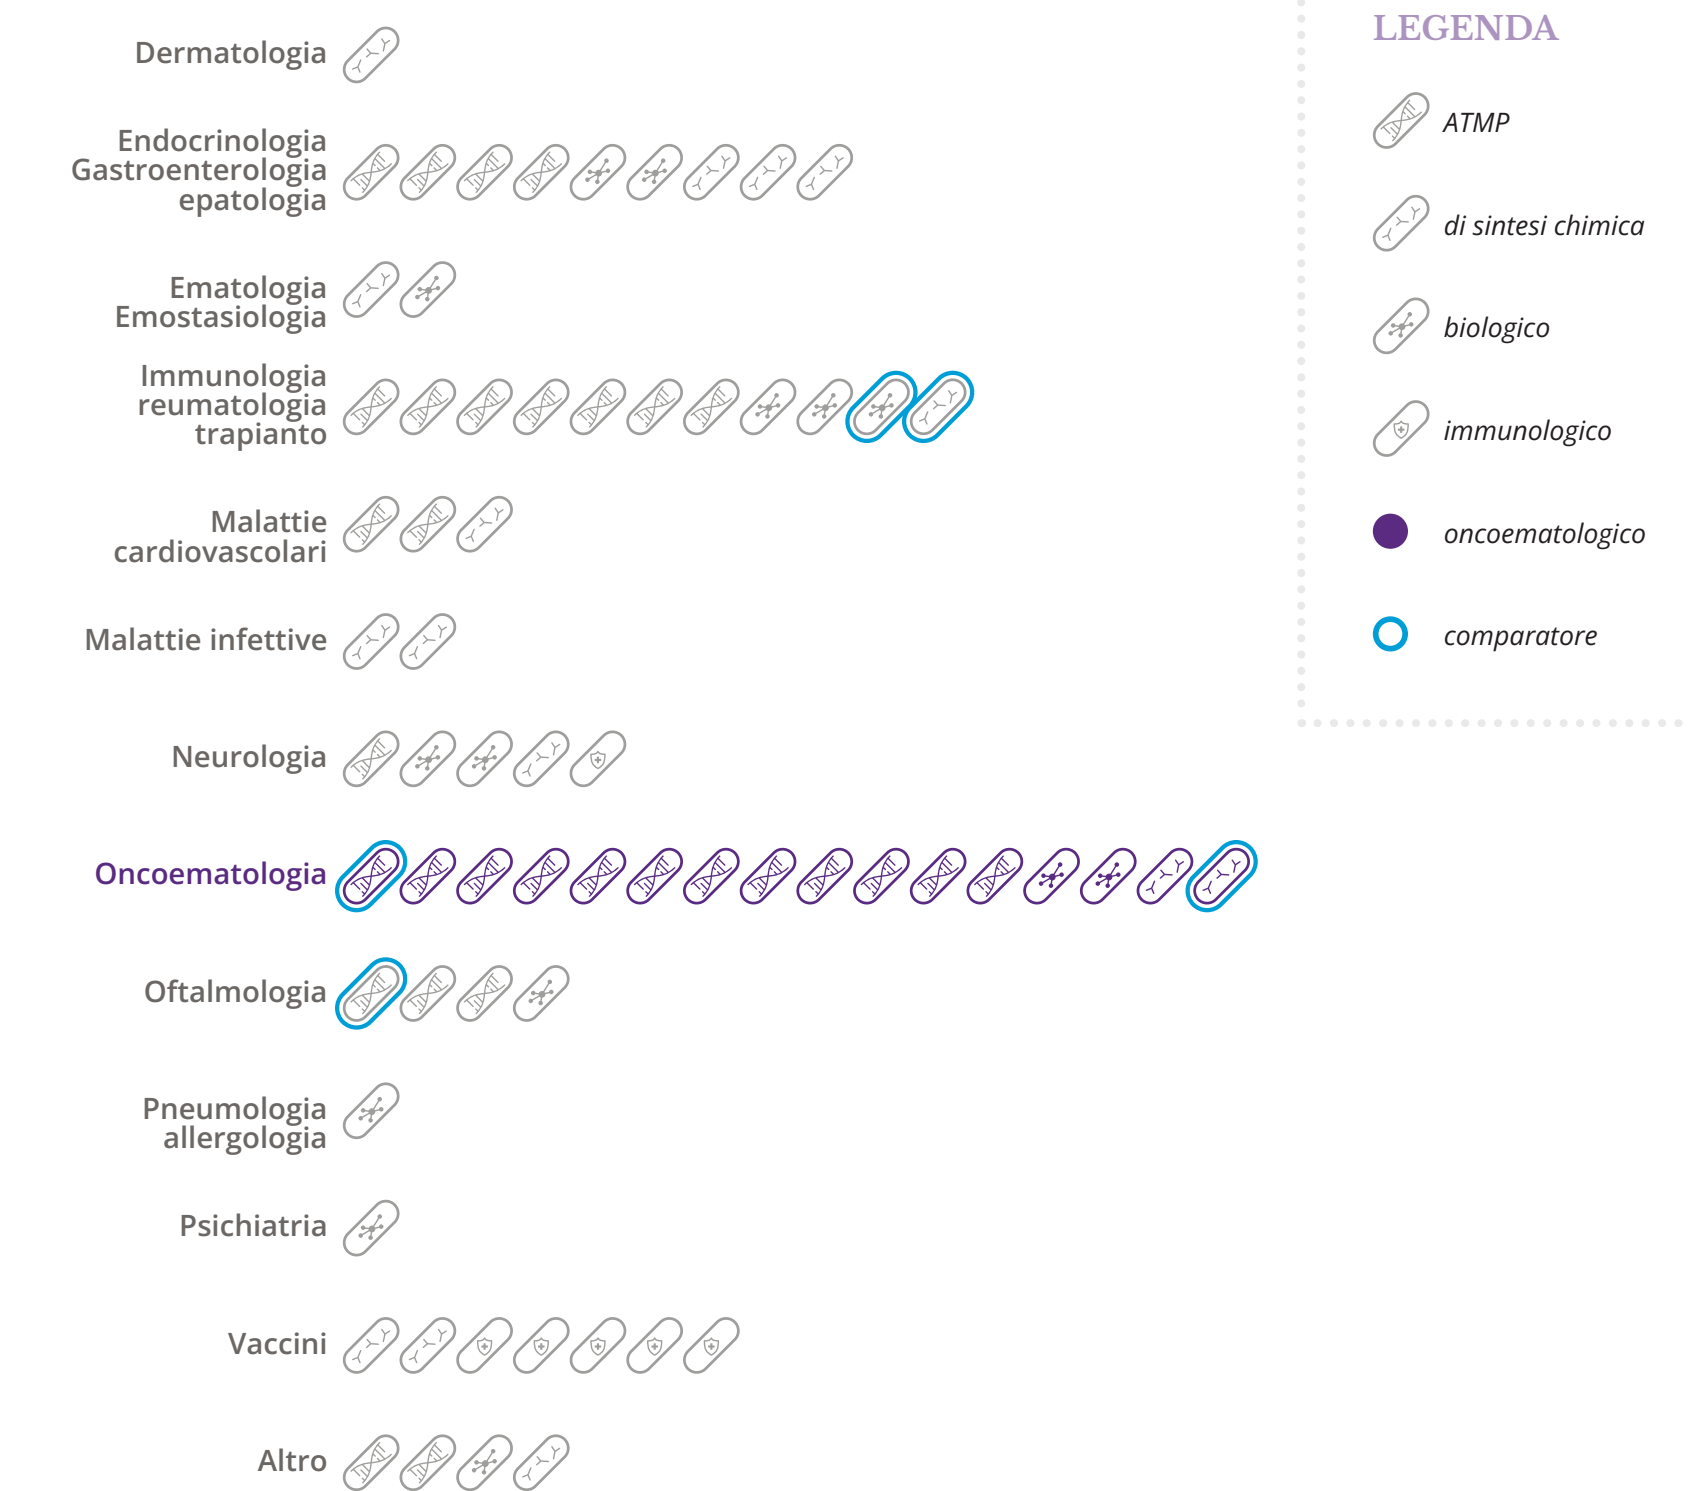 Dermatologia
Endocrinologia
Gastroenterologia
epatologia
Ematologia
Emostasiologia
Immunologia
reumatologia
trapianto
Malattie
cardiovascolari
Malattie infettive
Neurologia
Oncoematologia
Oftalmologia
Pneumologia
allergologia
Psichiatria
Vaccini
Altro
LEGENDA
ATMP
di sintesi chimica
biologico
immunologico
oncoematologico
comparatore